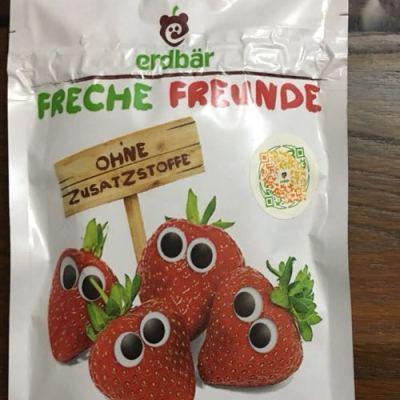 erdbär
FRECHE FREUNDE
OHNE
ZUSATZSTOFFE